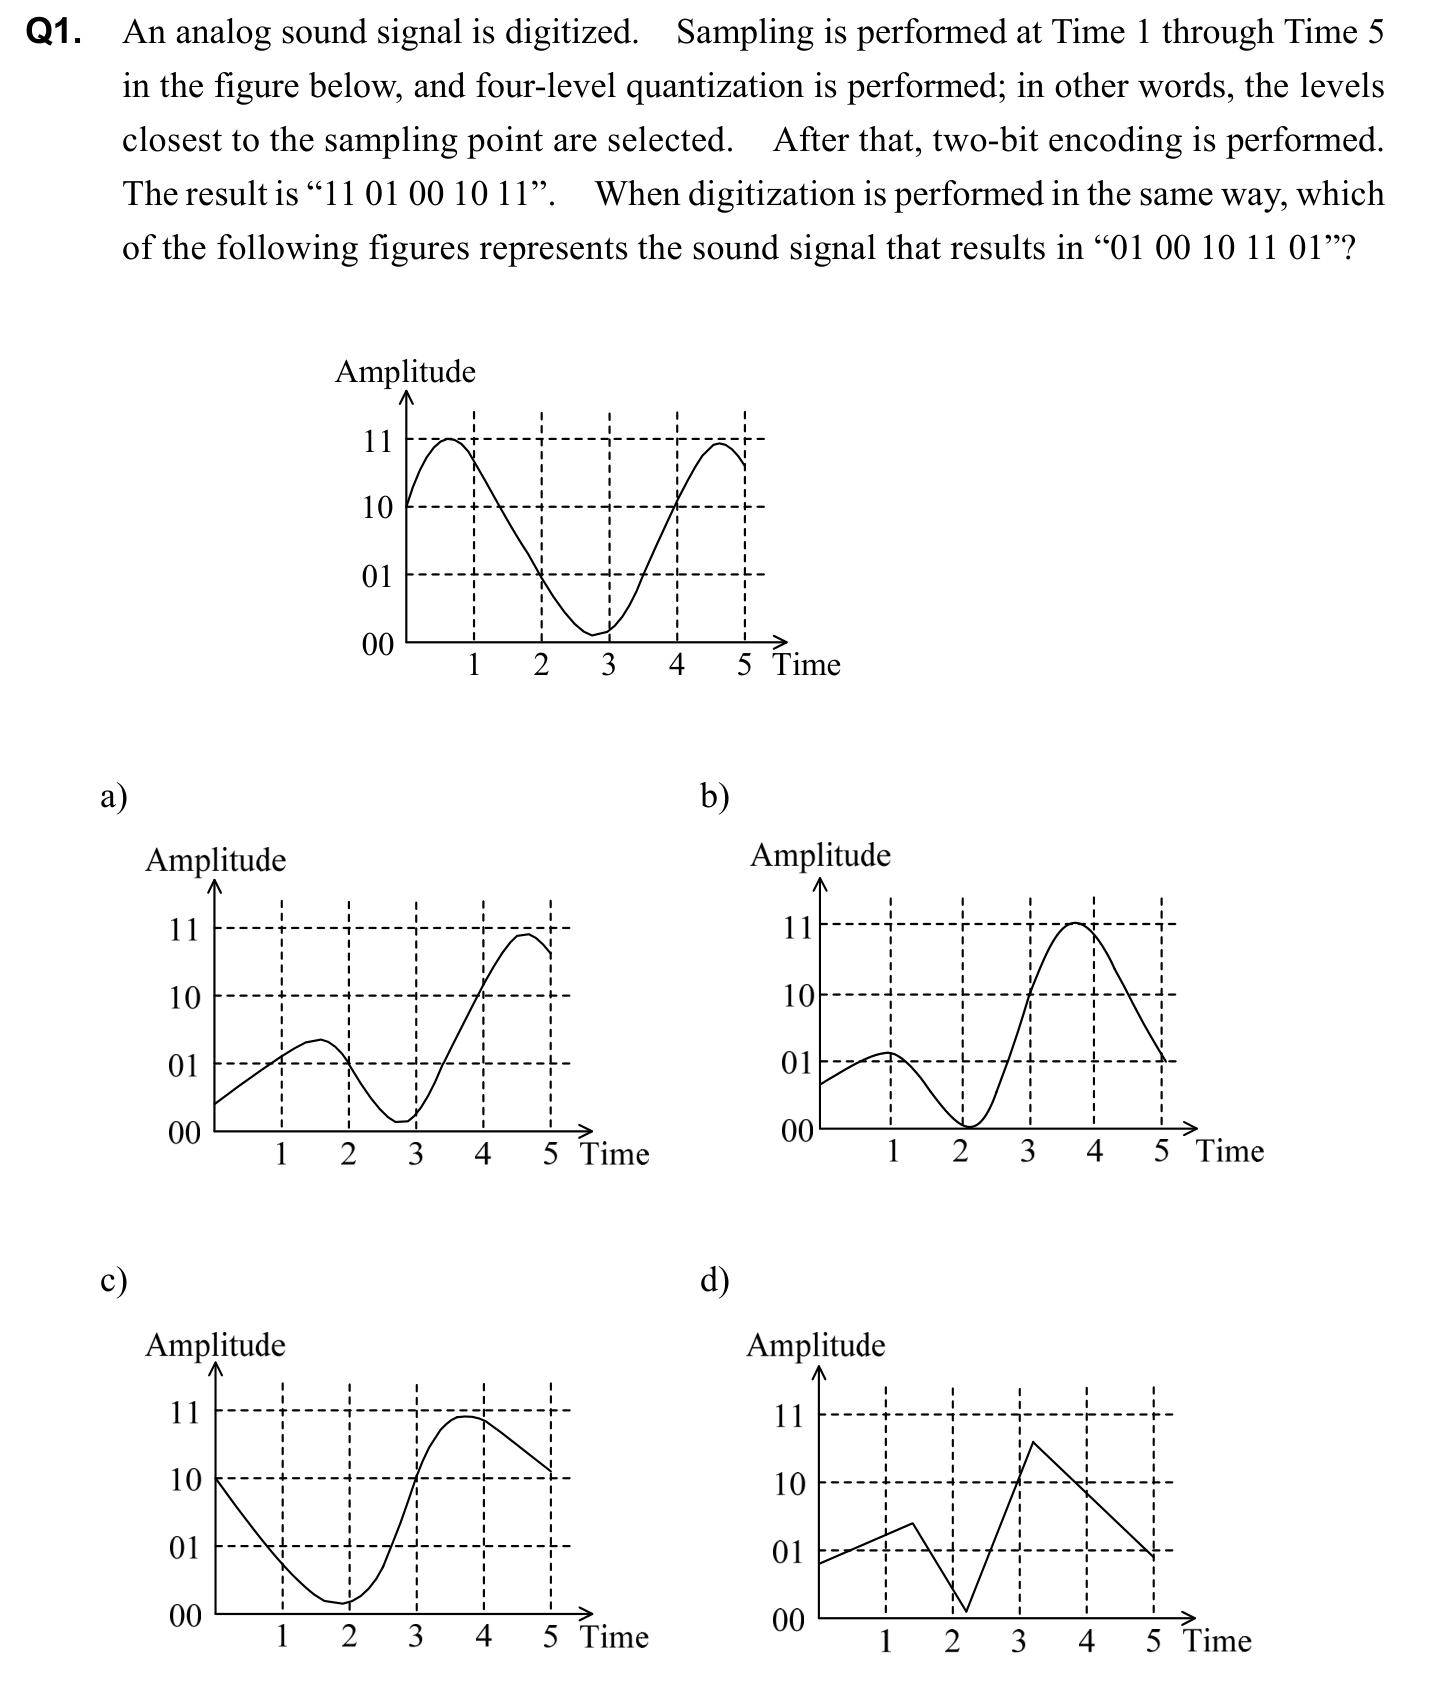 Q1. An analog sound signal is digitized. Sampling is performed at Time 1 through Time 5
in the figure below, and four-level quantization is performed; in other words, the levels
closest to the sampling point are selected. After that, two-bit encoding is performed.
The result is “11 01 00 10 11”. When digitization is performed in the same way, which
of the following figures represents the sound signal that results in “01 00 10 11 01”?
Amplitude
11
10
01
00
1 2 3 4 5 Time
a) b)
Amplitude
11
10
01
00
1 2 3 4 5 Time
Amplitude
11
10
01
00
1 2 3 4 5 Time
c) d)
Amplitude
11
10
01
00
1 2 3 4 5 Time
Amplitude
11
10
01
00
1 2 3 4 5 Time